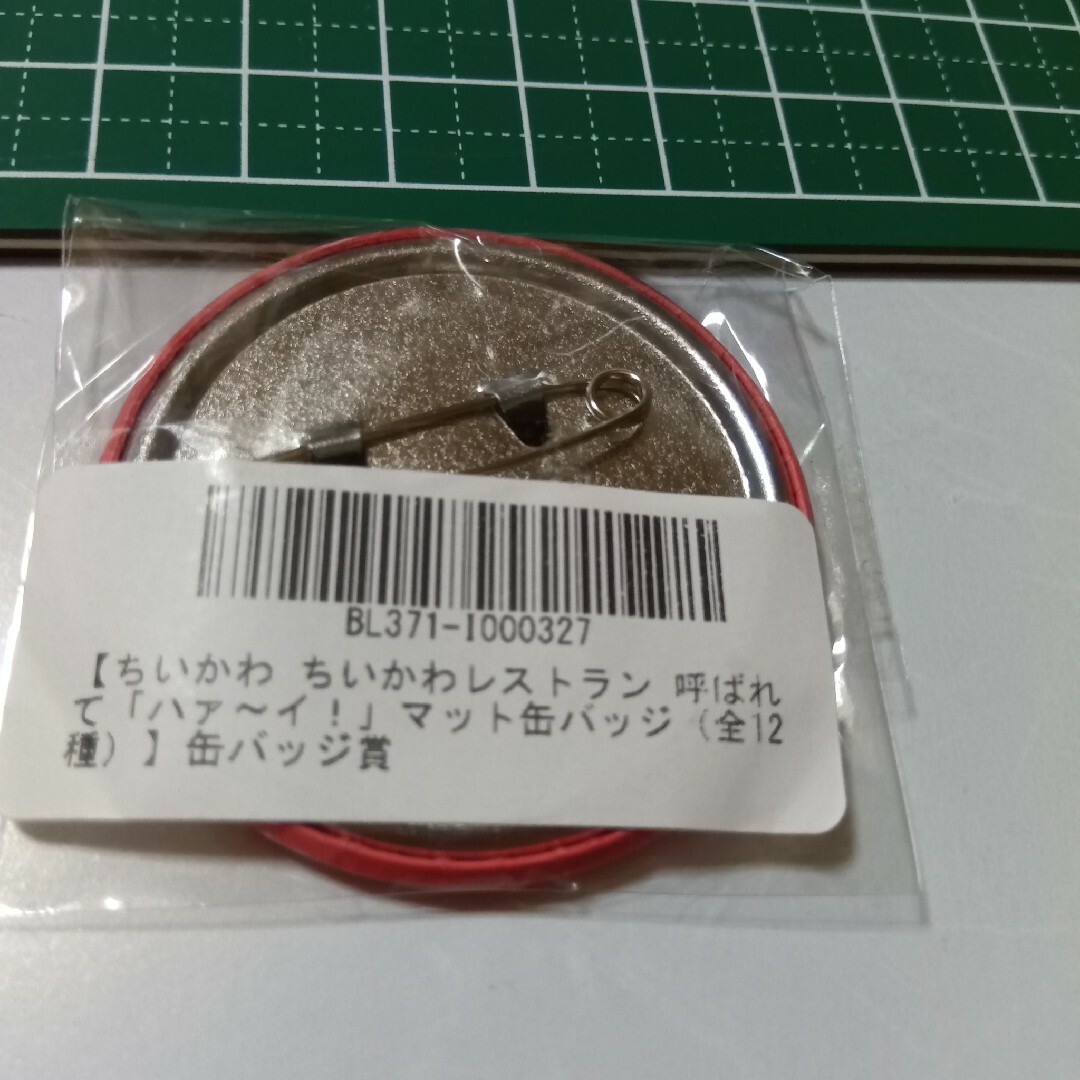 BL371-I000327
【ちいかわ ちいかわレストラン 呼ばれ
て「ハァ～イ！」マット缶バッジ（全12
種）】缶バッジ賞